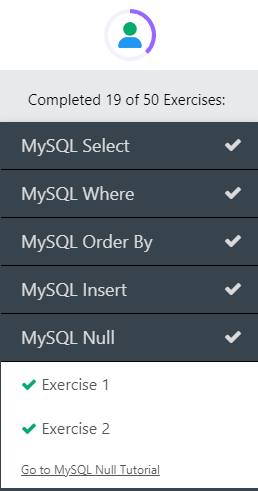 Completed 19 of 50 Exercises:
MySQL Select
MySQL Where
MySQL Order By
MySQL Insert
MySQL Null
Exercise 1
Exercise 2
Go to MySQL Null Tutorial